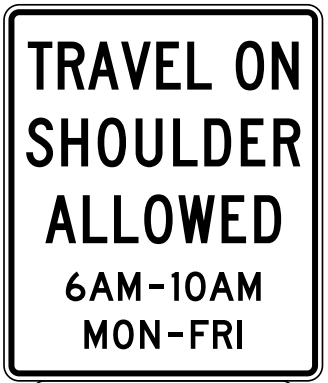 TRAVEL ON
SHOULDER
ALLOWED
6AM-10AM
MON-FRI